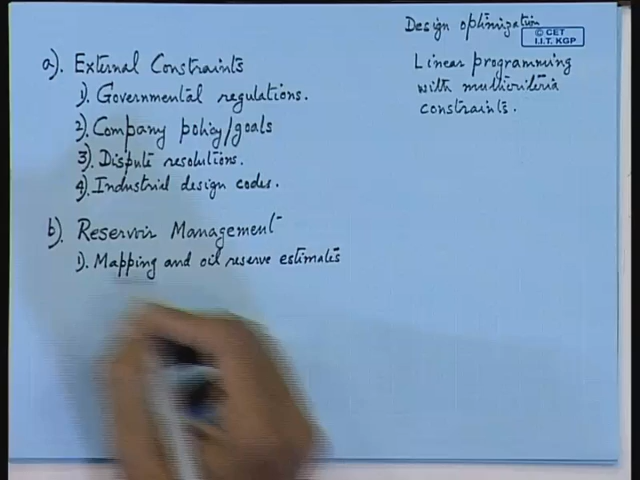 Design optimization
© CET
I.I.T. KGP
a). External Constraints
1). Governmental regulations.
2). Company policy/goals
3). Dispute resolutions.
4). Industrial design codes.
Linear programming
with multicriteria
constraints.
b). Reservoir Management
1). Mapping and oil reserve estimates